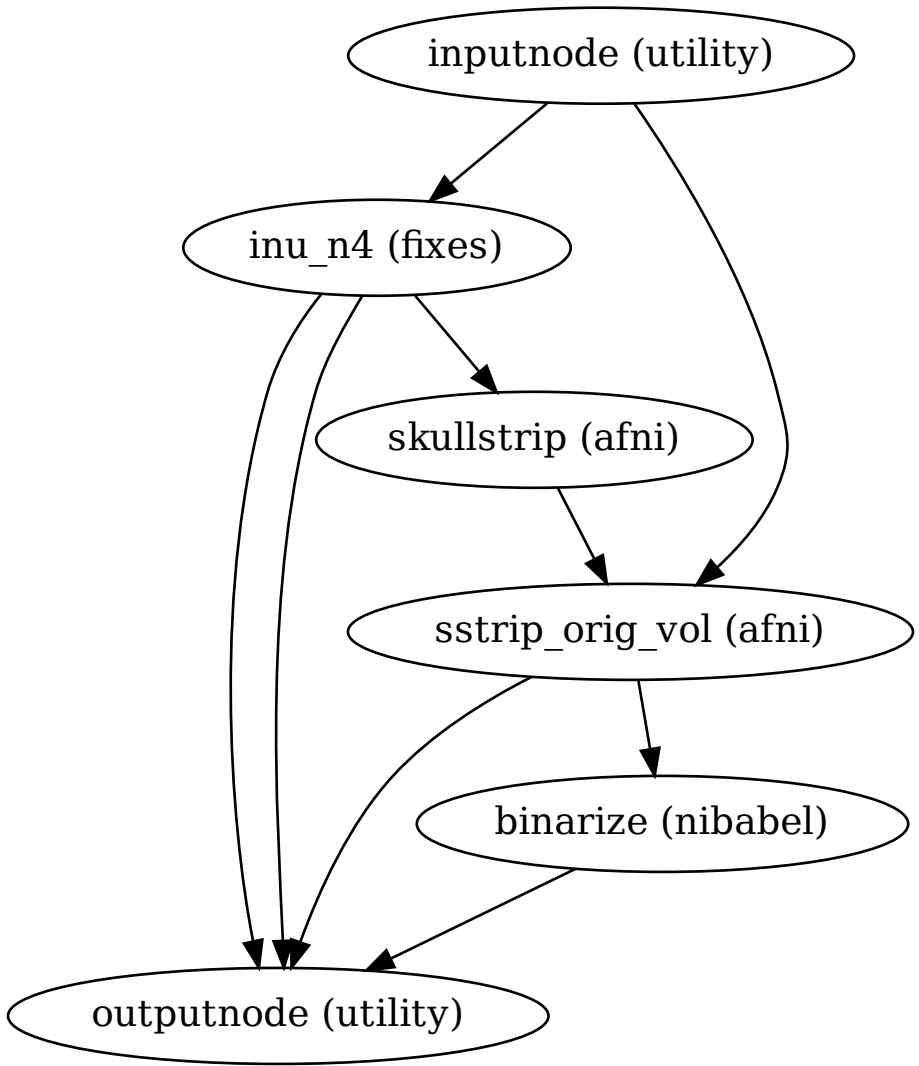 inputnode (utility)
inu_n4 (fixes)
skullstrip (afni)
sstrip_orig_vol (afni)
binarize (nibabel)
outputnode (utility)